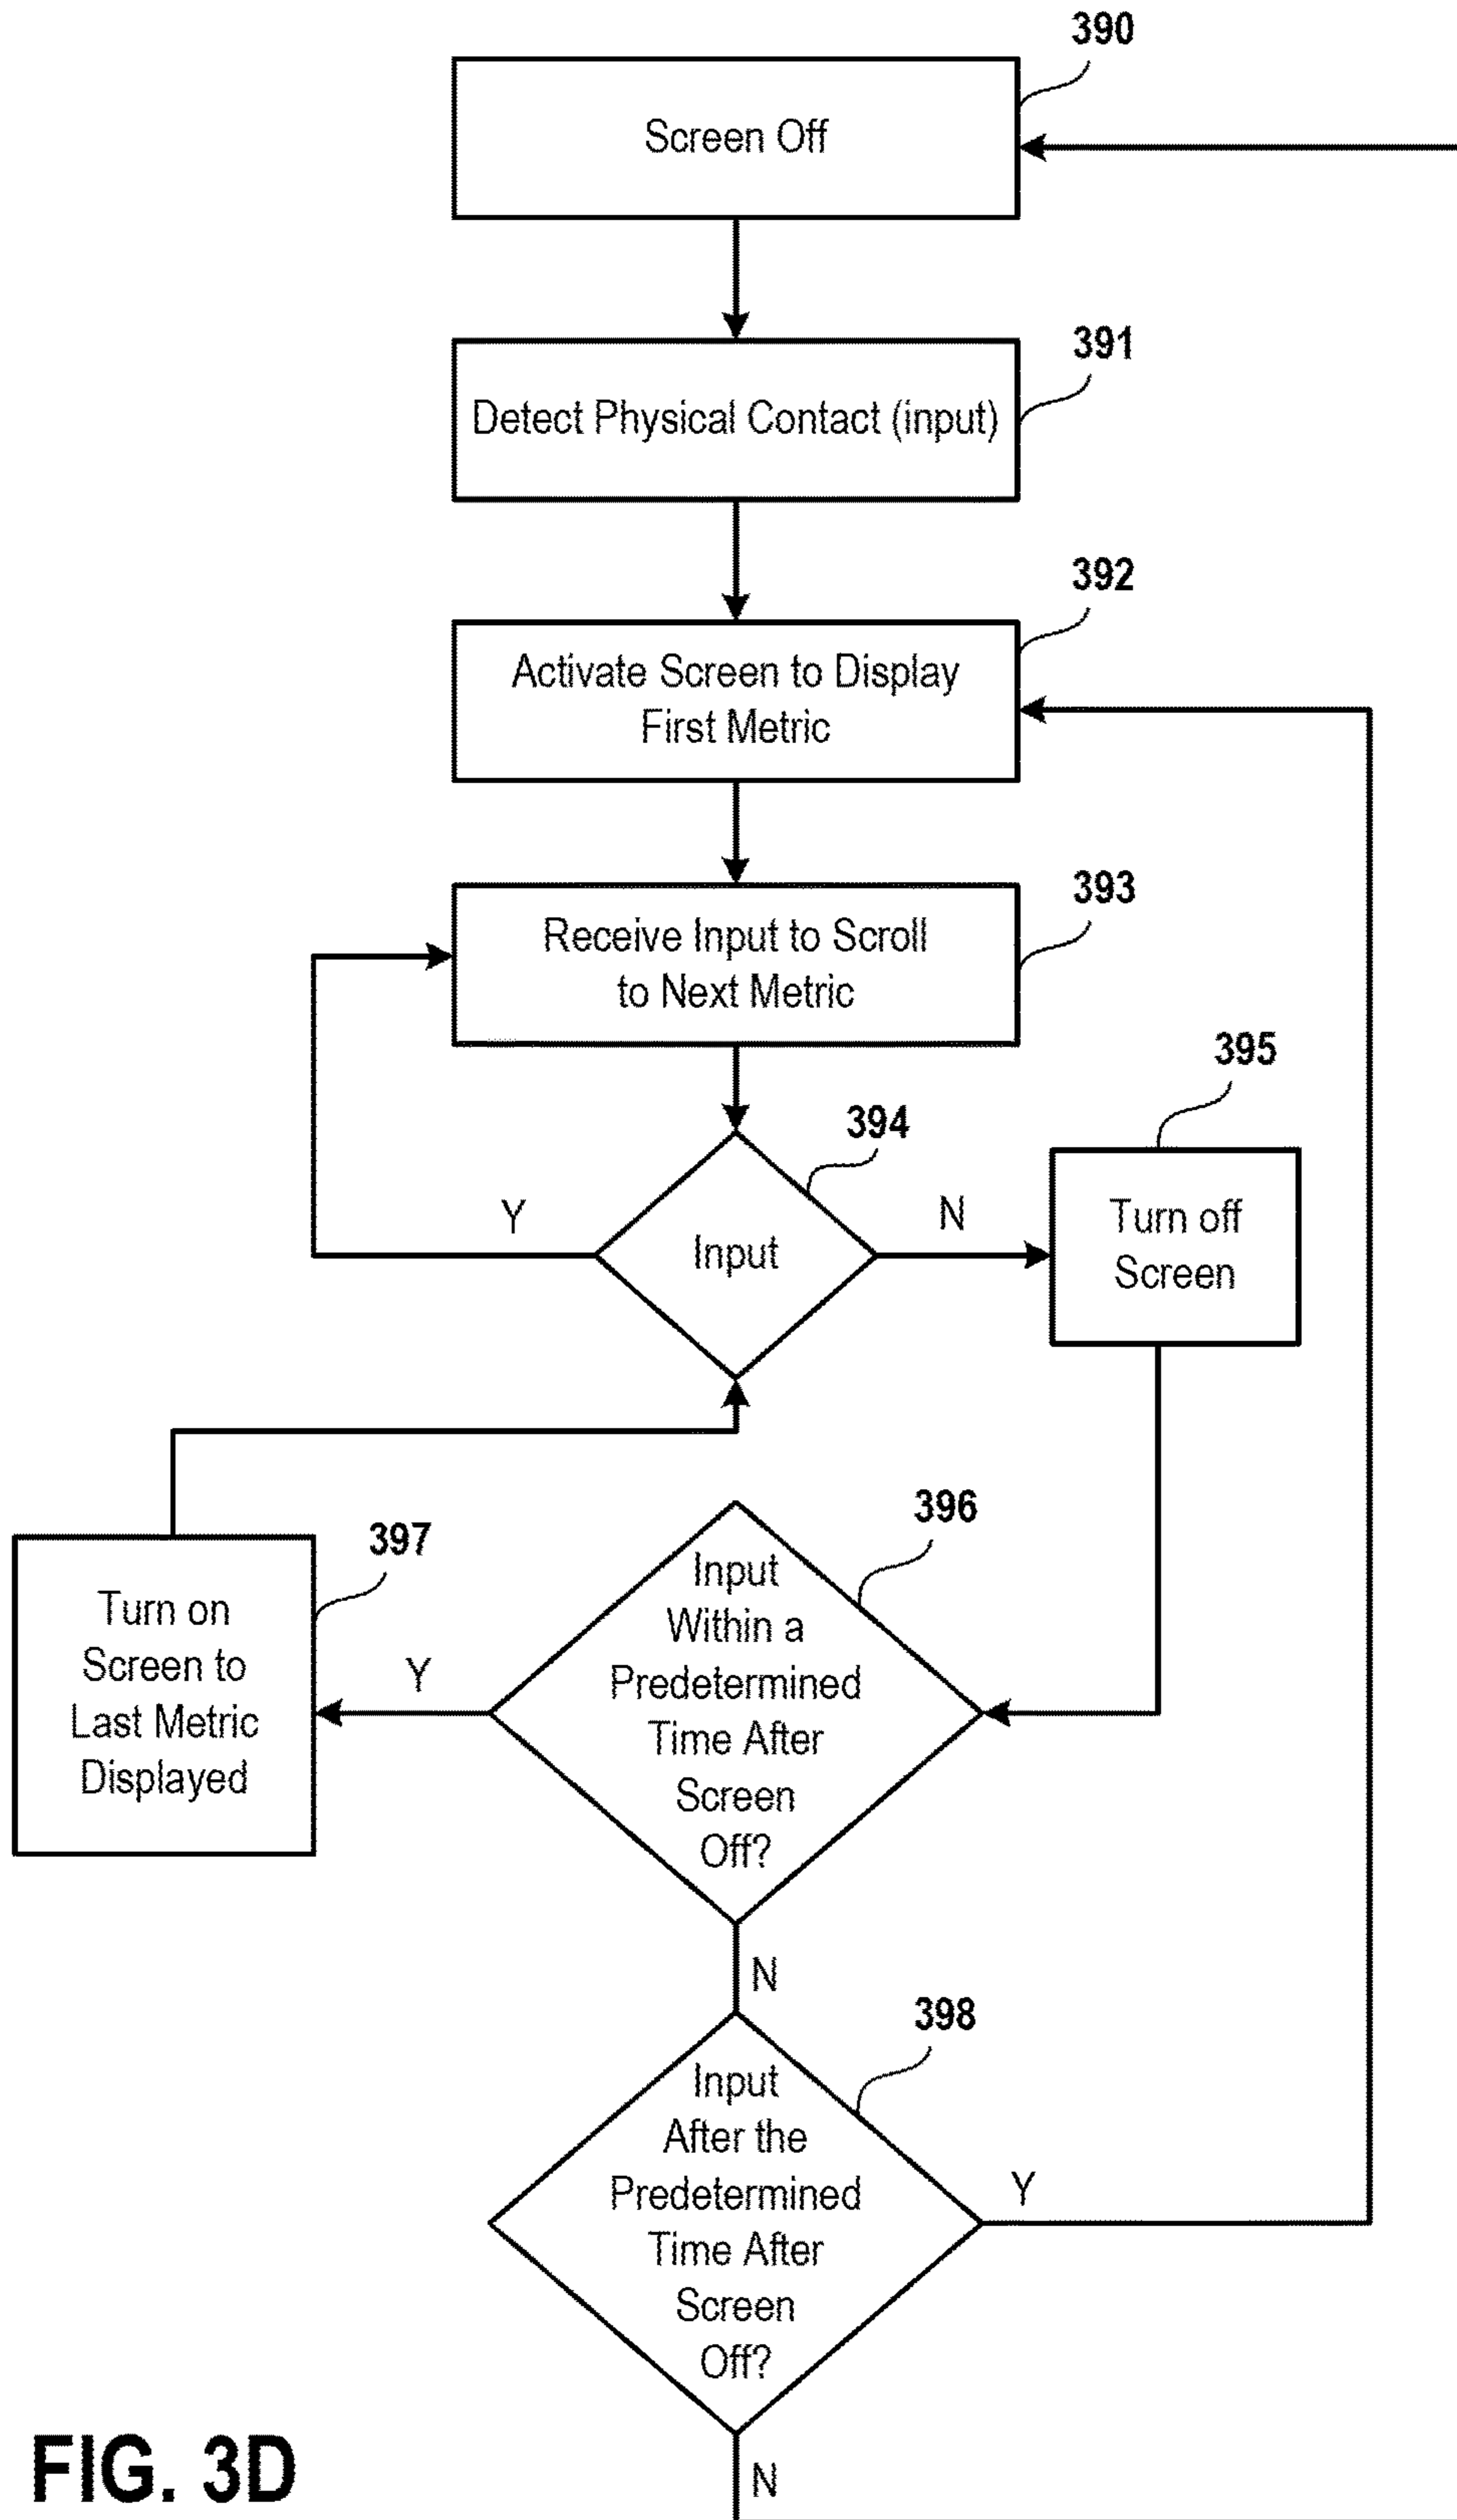 390
Screen Off
391
Detect Physical Contact (input)
392
Activate Screen to Display
First Metric
393
Receive Input to Scroll
to Next Metric
394
Input
Y
N
395
Turn off
Screen
396
Input
Within a
Predetermined
Time After
Screen
Off?
Y
N
397
Turn on
Screen to
Last Metric
Displayed
398
Input
After the
Predetermined
Time After
Screen
Off?
Y
N
FIG. 3D